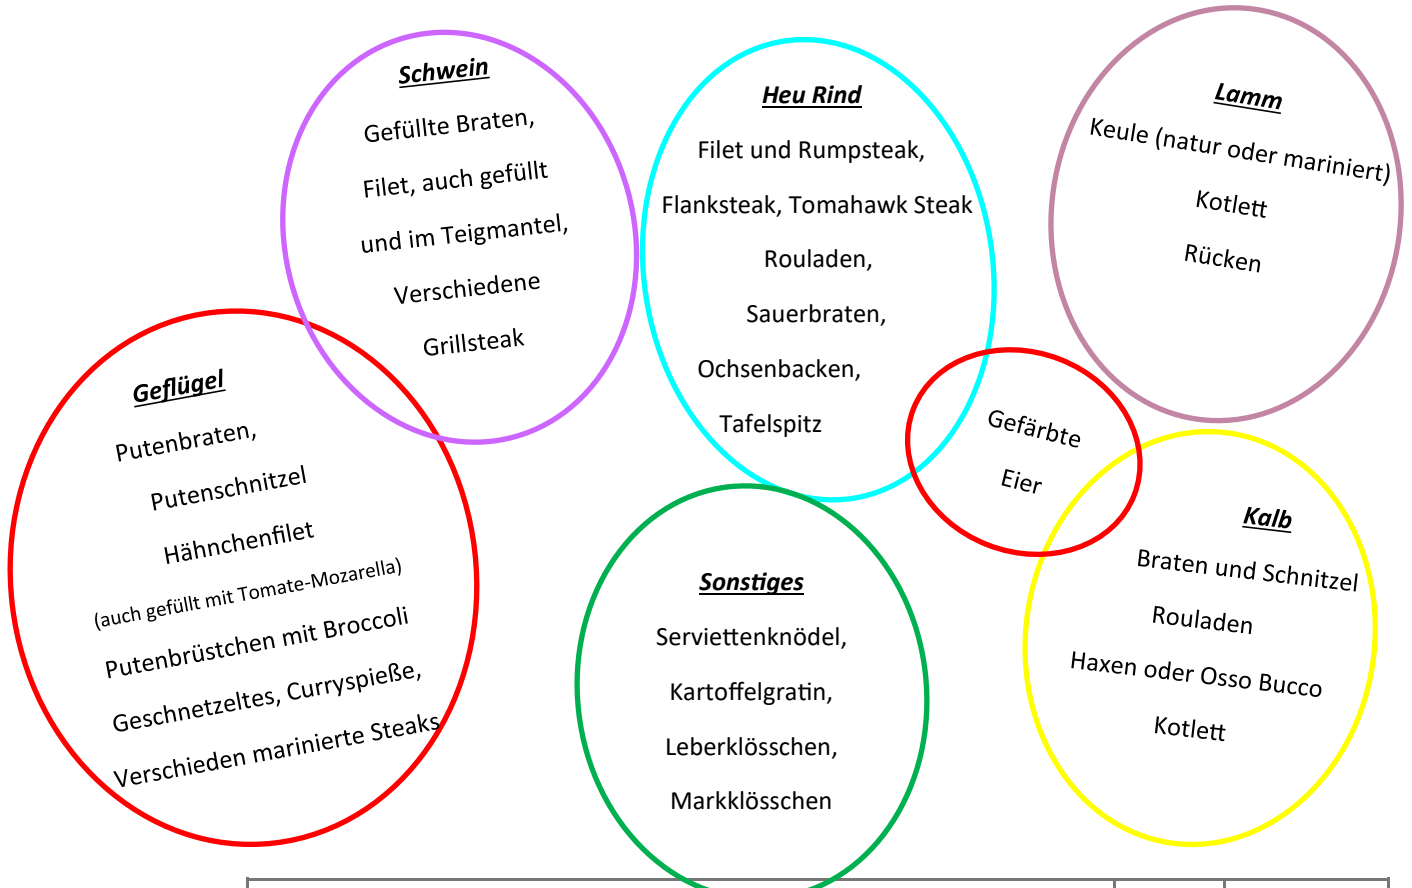 Schwein
Gefüllte Braten,
Filet, auch gefüllt
und im Teigmantel,
Verschiedene
Grillsteak
Heu Rind
Filet und Rumpsteak,
Flanksteak, Tomahawk Steak
Rouladen,
Sauerbraten,
Ochsenbacken,
Tafelspitz
Lamm
Keule (natur oder mariniert)
Kotlett
Rücken
Geflügel
Putenbraten,
Putenschnitzel
Hähnchenfilet
(auch gefüllt mit Tomate-Mozarella)
Putenbrüstchen mit Broccoli
Geschnetzeltes, Curryspieße,
Verschieden marinierte Steaks
Gefärbte
Eier
Sonstiges
Serviettenknödel,
Kartoffelgratin,
Leberklösschen,
Markklösschen
Kalb
Braten und Schnitzel
Rouladen
Haxen oder Osso Bucco
Kotlett